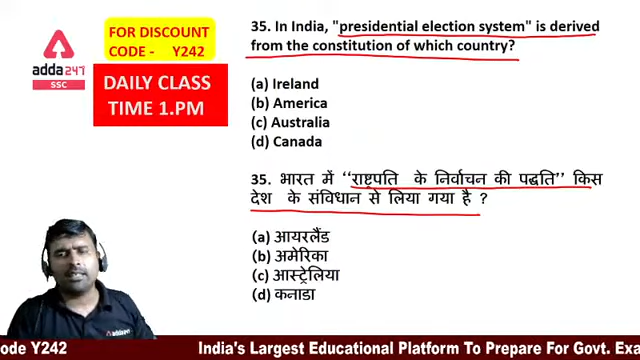 FOR DISCOUNT
CODE - Y242
adda247
SSC
DAILY CLASS
TIME 1.PM
35. In India, "presidential election system" is derived
from the constitution of which country?
(a) Ireland
(b) America
(c) Australia
(d) Canada
35. भारत में ‘‘राष्ट्रपति के निर्वाचन की पद्धति’’ किस
देश के संविधान से लिया गया है ?
(a) आयरलैंड
(b) अमेरिका
(c) आस्ट्रेलिया
(d) कनाडा
adda247
ode Y242 India's Largest Educational Platform To Prepare For Govt. Exa